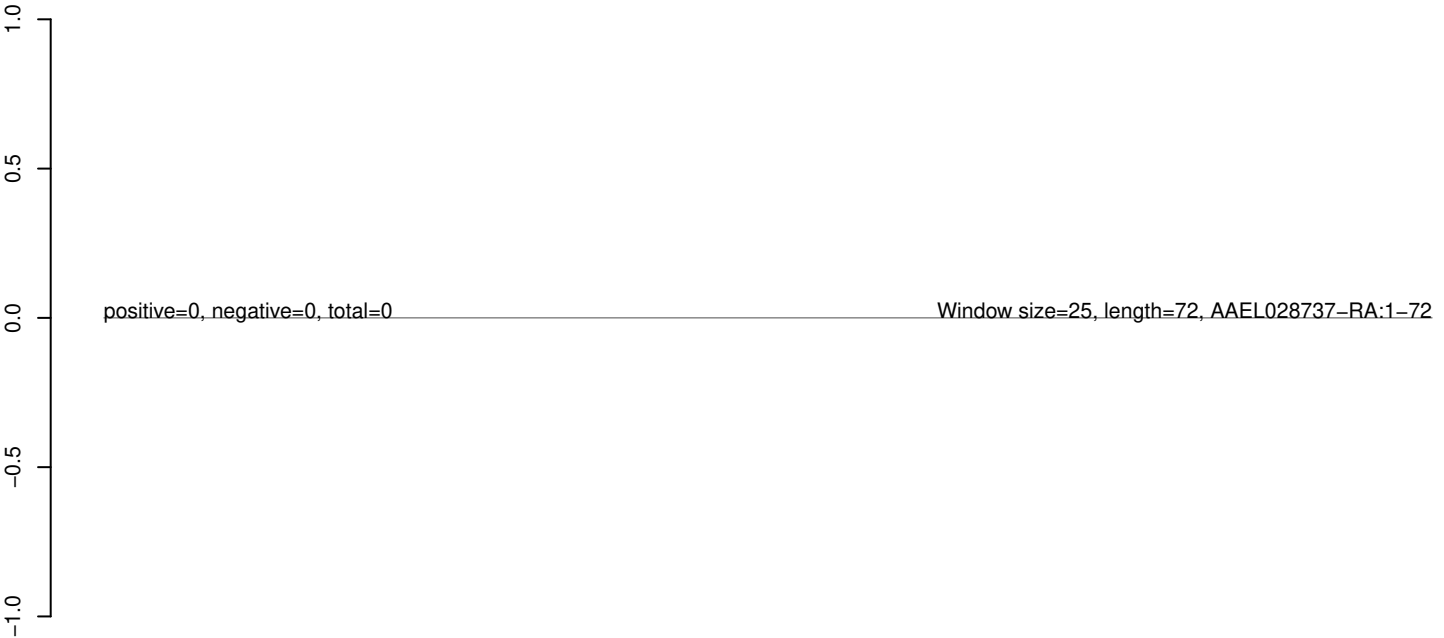 1.0
0.5
0.0
−0.5
−1.0
positive=0, negative=0, total=0
Window size=25, length=72, AAEL028737−RA:1−72